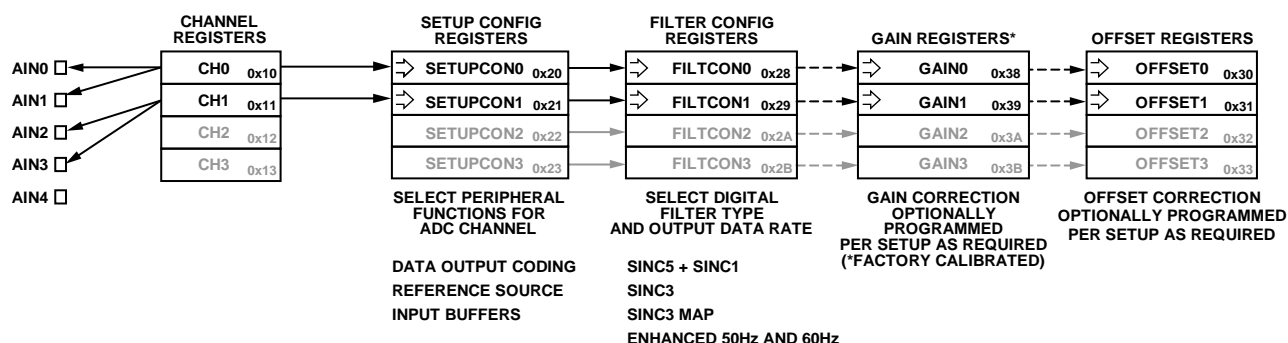 CHANNEL
REGISTERS
SETUP CONFIG
REGISTERS
FILTER CONFIG
REGISTERS
GAIN REGISTERS*
OFFSET REGISTERS
AIN0
AIN1
AIN2
AIN3
AIN4
CH0 0x10
CH1 0x11
CH2 0x12
CH3 0x13
SETUPCON0 0x20
SETUPCON1 0x21
SETUPCON2 0x22
SETUPCON3 0x23
FILTCON0 0x28
FILTCON1 0x29
FILTCON2 0x2A
FILTCON3 0x2B
GAIN0 0x38
GAIN1 0x39
GAIN2 0x3A
GAIN3 0x3B
OFFSET0 0x30
OFFSET1 0x31
OFFSET2 0x32
OFFSET3 0x33
SELECT PERIPHERAL
FUNCTIONS FOR
ADC CHANNEL
SELECT DIGITAL
FILTER TYPE
AND OUTPUT DATA RATE
GAIN CORRECTION
OPTIONALLY
PROGRAMMED
PER SETUP AS REQUIRED
(*FACTORY CALIBRATED)
OFFSET CORRECTION
OPTIONALLY PROGRAMMED
PER SETUP AS REQUIRED
DATA OUTPUT CODING
REFERENCE SOURCE
INPUT BUFFERS
SINC5 + SINC1
SINC3
SINC3 MAP
ENHANCED 50Hz AND 60Hz